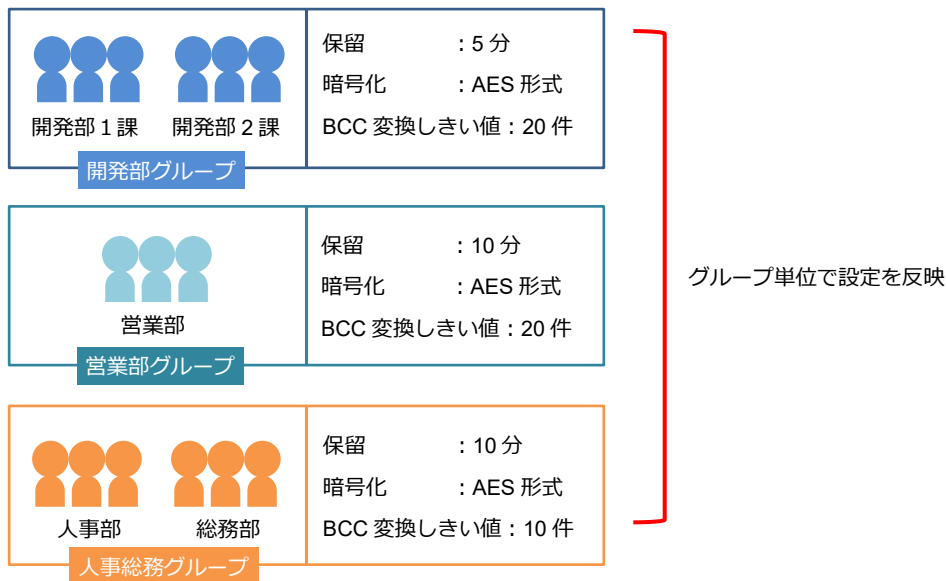 保留 : 5 分
暗号化 : AES 形式
BCC 変換しきい値 : 20 件
開発部1課 開発部2課
開発部グループ
保留 : 10 分
暗号化 : AES 形式
BCC 変換しきい値 : 20 件
営業部
営業部グループ
グループ単位で設定を反映
保留 : 10 分
暗号化 : AES 形式
BCC 変換しきい値 : 10 件
人事部 総務部
人事総務グループ